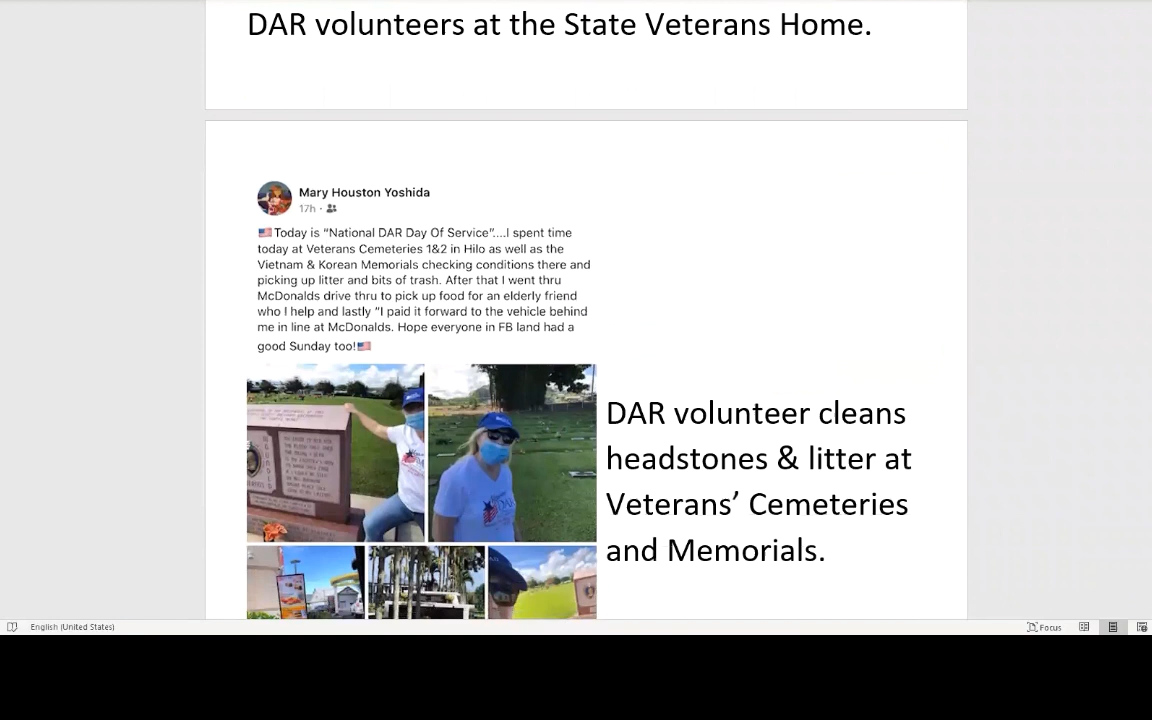 DAR volunteers at the State Veterans Home.
Mary Houston Yoshida
17h ·
Today is “National DAR Day Of Service”....I spent time
today at Veterans Cemeteries 1&2 in Hilo as well as the
Vietnam & Korean Memorials checking conditions there and
picking up litter and bits of trash. After that I went thru
McDonalds drive thru to pick up food for an elderly friend
who I help and lastly “I paid it forward to the vehicle behind
me in line at McDonalds. Hope everyone in FB land had a
good Sunday too!
DAR volunteer cleans
headstones & litter at
Veterans’ Cemeteries
and Memorials.
English (United States)
Focus